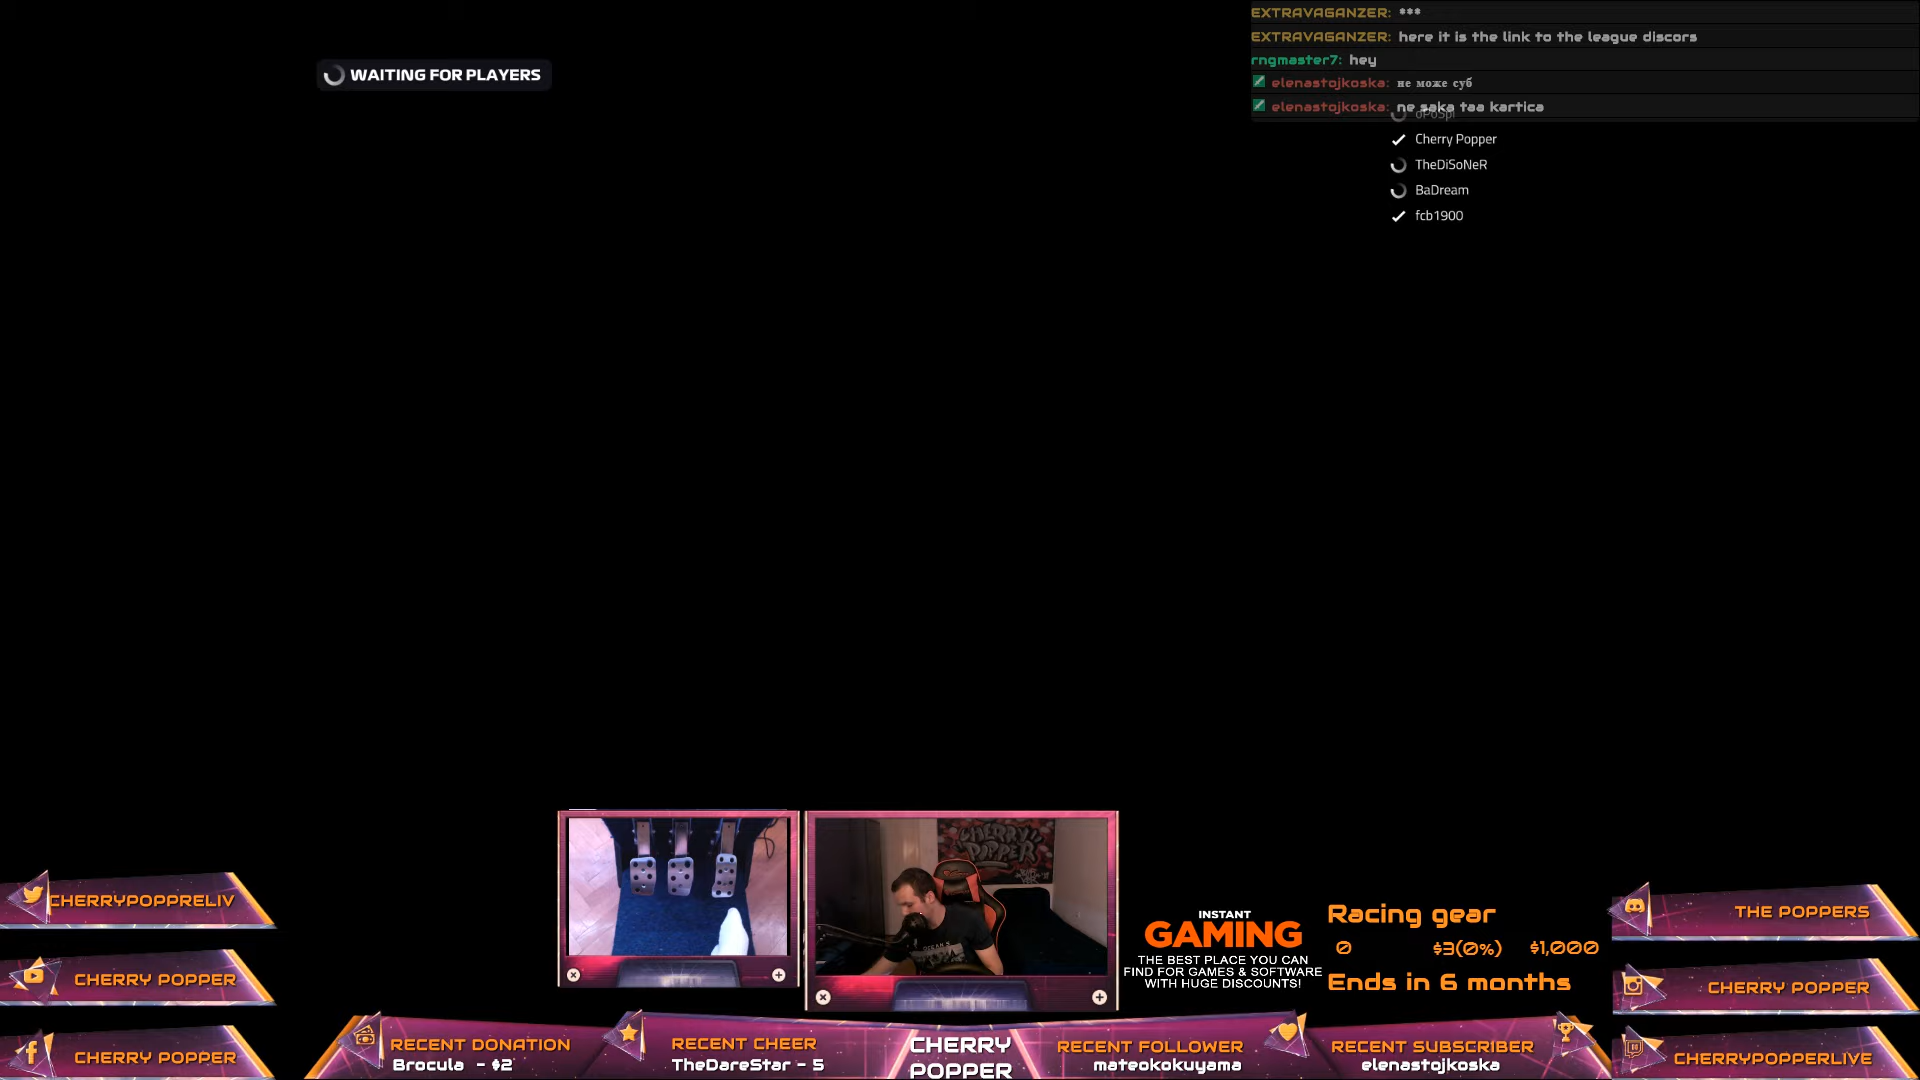 EXTRAVAGANZER: ***
EXTRAVAGANZER: here it is the link to the league discors
rngmaster7: hey
elenastojkoska: не може суб
elenastojkoska: ne saka taa kartica
WAITING FOR PLAYERS
oPoSpi
Cherry Popper
TheDiSoNeR
BaDream
fcb1900
CHERRY POPPER
CHERRYPOPPRELIV
CHERRY POPPER
CHERRY POPPER
INSTANT
GAMING
THE BEST PLACE YOU CAN
FIND FOR GAMES & SOFTWARE
WITH HUGE DISCOUNTS!
Racing gear
0 $3(0%) $1,000
Ends in 6 months
THE POPPERS
CHERRY POPPER
CHERRYPOPPERLIVE
RECENT DONATION
Brocula - $2
RECENT CHEER
TheDareStar - 5
CHERRY
POPPER
RECENT FOLLOWER
mateokokuyama
RECENT SUBSCRIBER
elenastojkoska